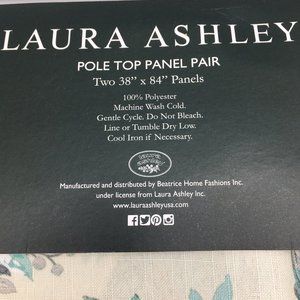 LAURA ASHLEY
POLE TOP PANEL PAIR
Two 38" x 84" Panels
100% Polyester
Machine Wash Cold.
Gentle Cycle. Do Not Bleach.
Line or Tumble Dry Low.
Cool Iron if Necessary.
Manufactured and distributed by Beatrice Home Fashions Inc.
under license from Laura Ashley Inc.
www.lauraashleyusa.com